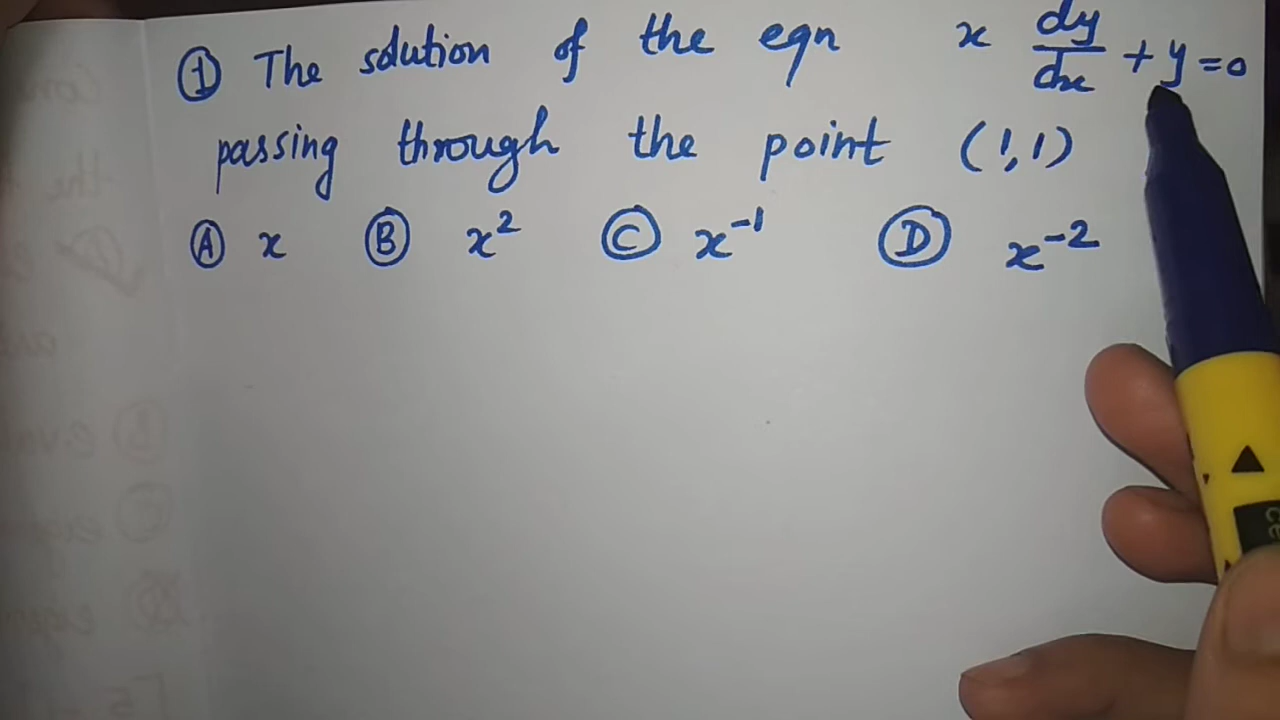 ① The solution of the eqn x dy/dx + y = 0
passing through the point (1,1)
Ⓐ x Ⓑ x² Ⓒ x⁻¹ Ⓓ x⁻²